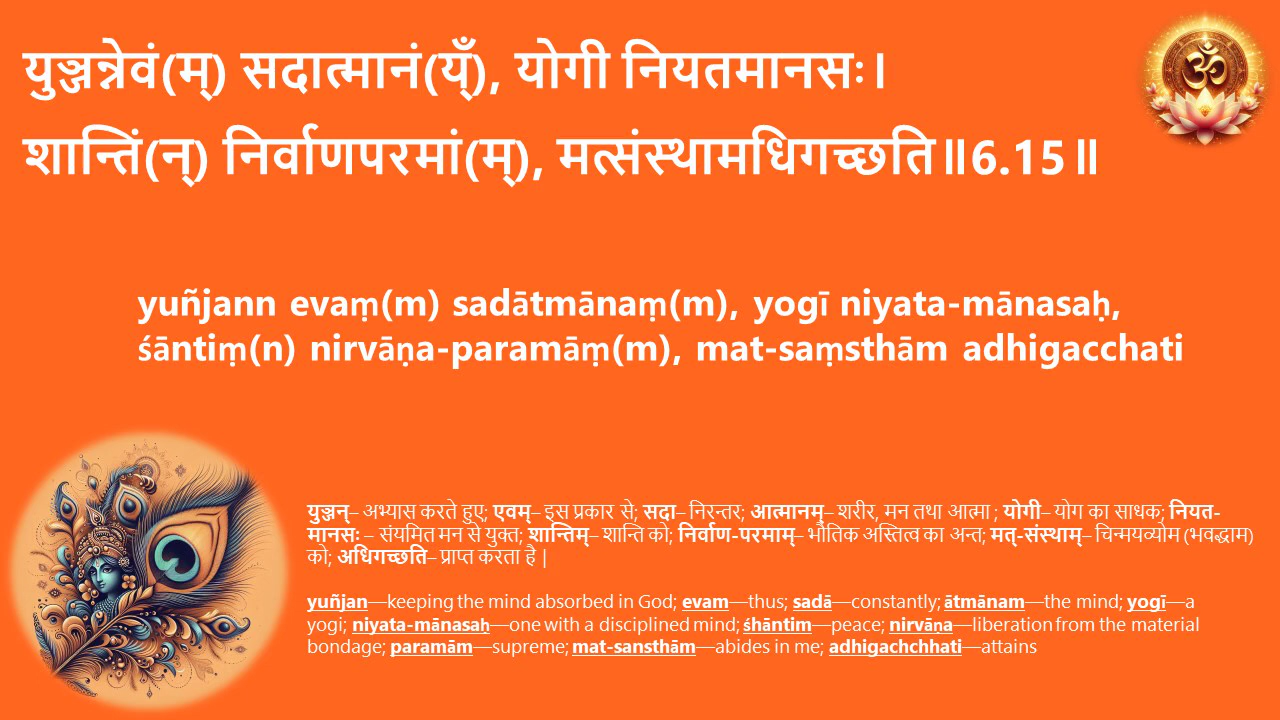 युञ्जन्नेवं(म्) सदात्मानं(य्ँ), योगी नियतमानसः।
शान्तिं(न्) निर्वाणपरमां(म्), मत्संस्थामधिगच्छति॥6.15॥
yuñjann evaṃ(m) sadātmānaṃ(m), yogī niyata-mānasaḥ,
śāntiṃ(n) nirvāṇa-paramāṃ(m), mat-saṃsthām adhigacchati
युञ्जन्– अभ्यास करते हुए; एवम्– इस प्रकार से; सदा– निरन्तर; आत्मानम्– शरीर, मन तथा आत्मा ; योगी– योग का साधक; नियत-
मानसः – संयमित मन से युक्त; शान्तिम्– शान्ति को; निर्वाण-परमाम्– भौतिक अस्तित्व का अन्त; मत्-संस्थाम्– चिन्मयव्योम (भवद्धाम)
को; अधिगच्छति– प्राप्त करता है |
yuñjan—keeping the mind absorbed in God; evam—thus; sadā—constantly; ātmānam—the mind; yogī—a
yogi; niyata-mānasaḥ—one with a disciplined mind; śhāntim—peace; nirvāṇa—liberation from the material
bondage; paramām—supreme; mat-sansthām—abides in me; adhigachchhati—attains
ॐ